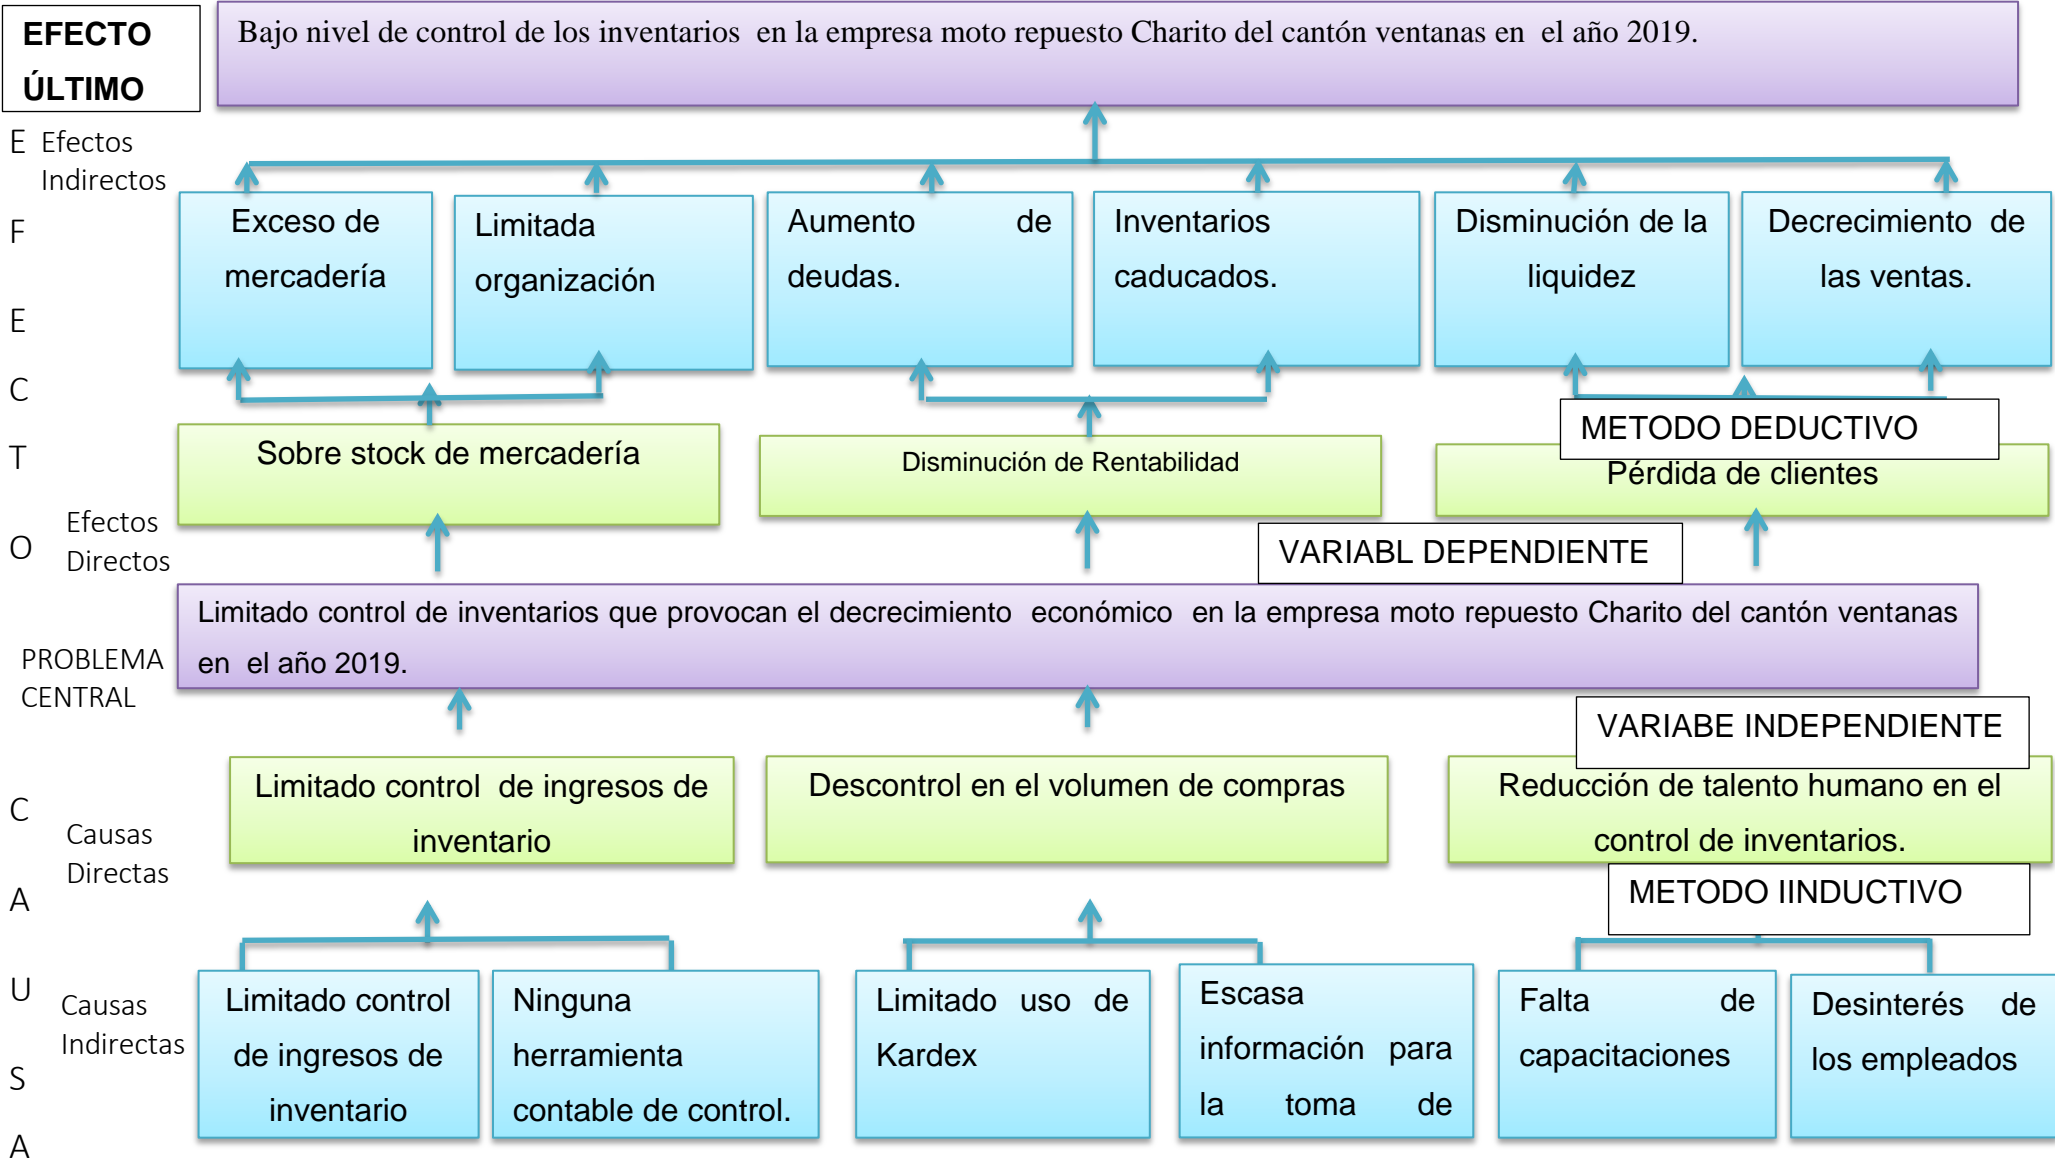 EFECTO
ÚLTIMO
Bajo nivel de control de los inventarios en la empresa moto repuesto Charito del cantón ventanas en el año 2019.
E
F
E
C
T
O
Efectos
Indirectos
Exceso de
mercadería
Limitada
organización
Aumento de
deudas.
Inventarios
caducados.
Disminución de la
liquidez
Decrecimiento de
las ventas.
METODO DEDUCTIVO
Sobre stock de mercadería
Disminución de Rentabilidad
Pérdida de clientes
Efectos
Directos
VARIABL DEPENDIENTE
PROBLEMA
CENTRAL
Limitado control de inventarios que provocan el decrecimiento económico en la empresa moto repuesto Charito del cantón ventanas
en el año 2019.
VARIABE INDEPENDIENTE
C
A
U
S
A
Causas
Directas
Limitado control de ingresos de
inventario
Descontrol en el volumen de compras
Reducción de talento humano en el
control de inventarios.
METODO IINDUCTIVO
Causas
Indirectas
Limitado control
de ingresos de
inventario
Ninguna
herramienta
contable de control.
Limitado uso de
Kardex
Escasa
información para
la toma de
Falta de
capacitaciones
Desinterés de
los empleados